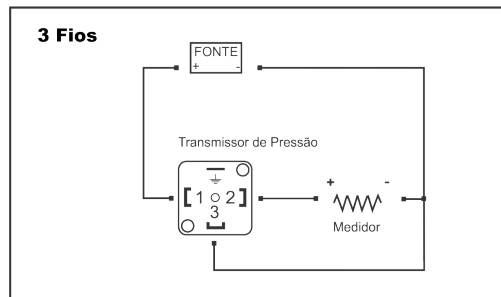 3 Fios
FONTE
+ -
Transmissor de Pressão
1 2
3
+ -
Medidor